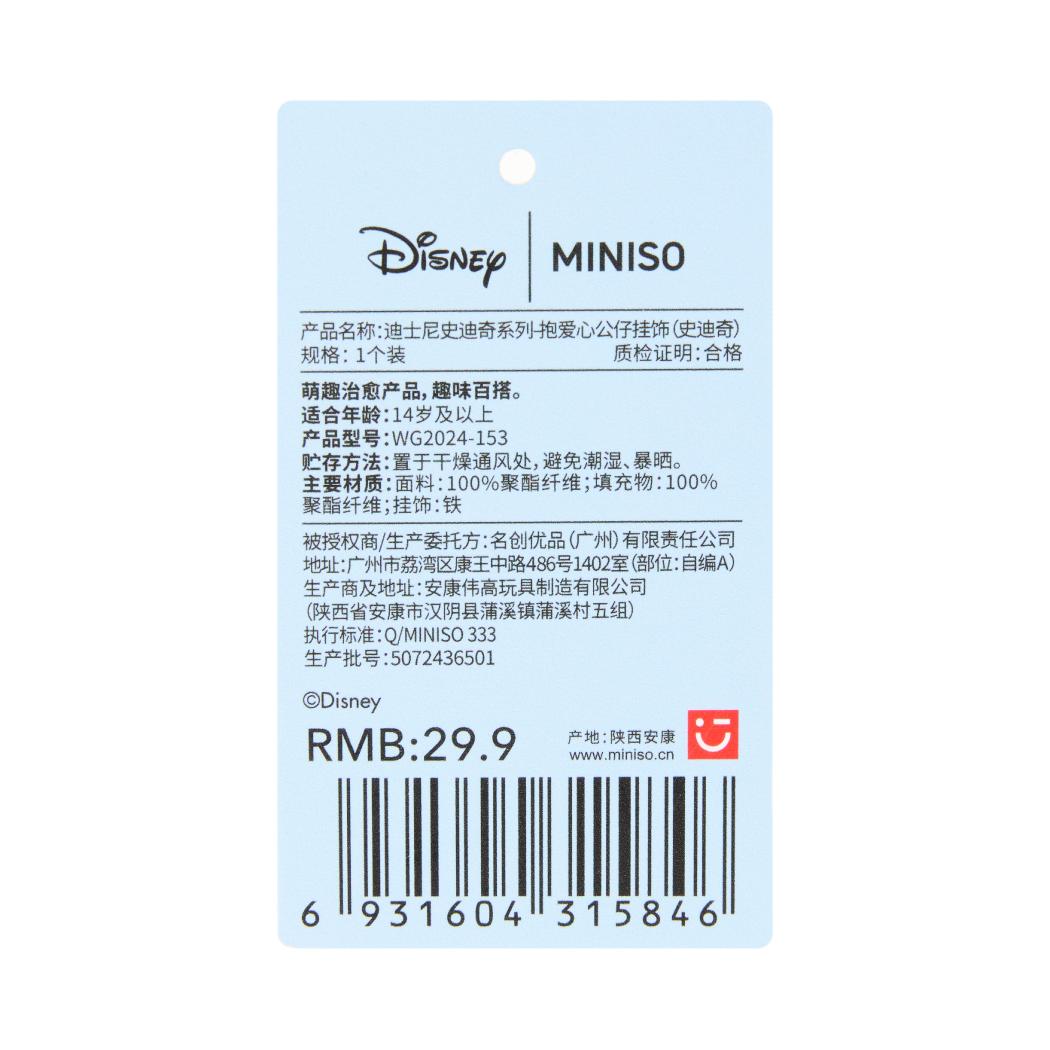 Disney | MINISO
产品名称:迪士尼史迪奇系列-抱爱心公仔挂饰(史迪奇)
规格:1个装 质检证明:合格
萌趣治愈产品,趣味百搭。
适合年龄:14岁及以上
产品型号:WG2024-153
贮存方法:置于干燥通风处,避免潮湿、暴晒。
主要材质:面料:100%聚酯纤维;填充物:100%
聚酯纤维;挂饰:铁
被授权商/生产委托方:名创优品(广州)有限责任公司
地址:广州市荔湾区康王中路486号1402室(部位:自编A)
生产商及地址:安康伟高玩具制造有限公司
(陕西省安康市汉阴县蒲溪镇蒲溪村五组)
执行标准:Q/MINISO 333
生产批号:5072436501
©Disney
RMB:29.9
产地:陕西安康
www.miniso.cn
6 931604 315846